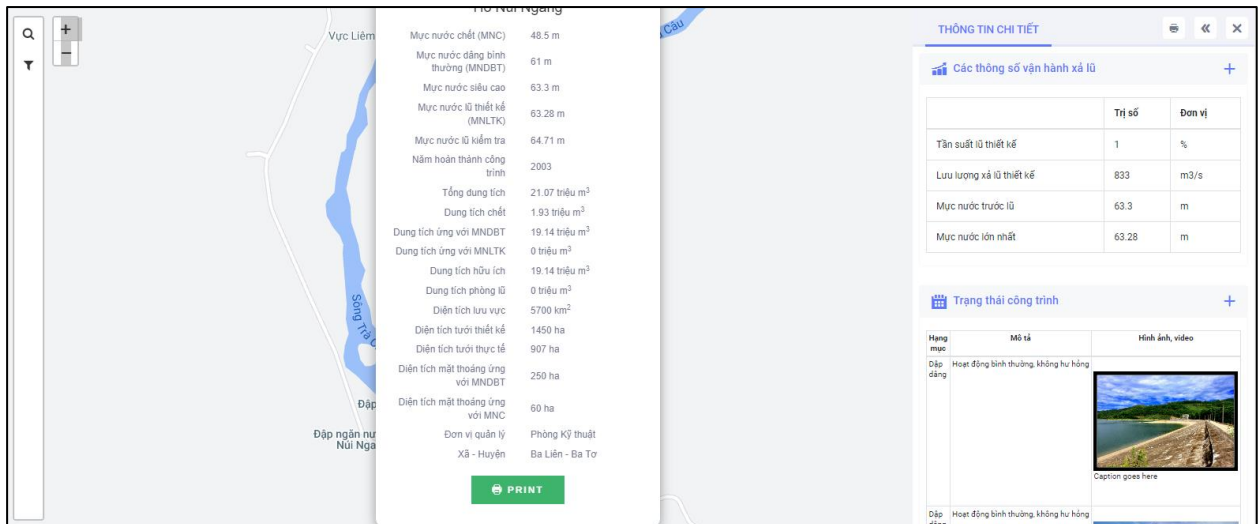 Hồ Núi Ngang
Mực nước chết (MNC) 48.5 m
Mực nước dâng bình
thường (MNDBT) 61 m
Mực nước siêu cao 63.3 m
Mực nước lũ thiết kế
(MNLTK) 63.28 m
Mực nước lũ kiểm tra 64.71 m
Năm hoàn thành công
trình 2003
Tổng dung tích 21.07 triệu m3
Dung tích chết 1.93 triệu m3
Dung tích ứng với MNDBT 19.14 triệu m3
Dung tích ứng với MNLTK 0 triệu m3
Dung tích hữu ích 19.14 triệu m3
Dung tích phòng lũ 0 triệu m3
Diện tích lưu vực 5700 km2
Diện tích tưới thiết kế 1450 ha
Diện tích tưới thực tế 907 ha
Diện tích mặt thoáng ứng
với MNDBT 250 ha
Diện tích mặt thoáng ứng
với MNC 60 ha
Đơn vị quản lý Phòng Kỹ thuật
Xã - Huyện Ba Liên - Ba Tơ
PRINT
Vực Liêm
Câu
Sông Trà
Đập
Đập ngăn
Núi
THÔNG TIN CHI TIẾT
Các thông số vận hành xả lũ
Trị số Đơn vị
Tần suất lũ thiết kế 1 %
Lưu lượng xả lũ thiết kế 833 m3/s
Mực nước trước lũ 63.3 m
Mực nước lớn nhất 63.28 m
Trạng thái công trình
Hạng
mục Mô tả Hình ảnh, video
Đập
dâng Hoạt động bình thường, không hư hỏng
Caption goes here
Đập Hoạt động bình thường, không hư hỏng
dâng